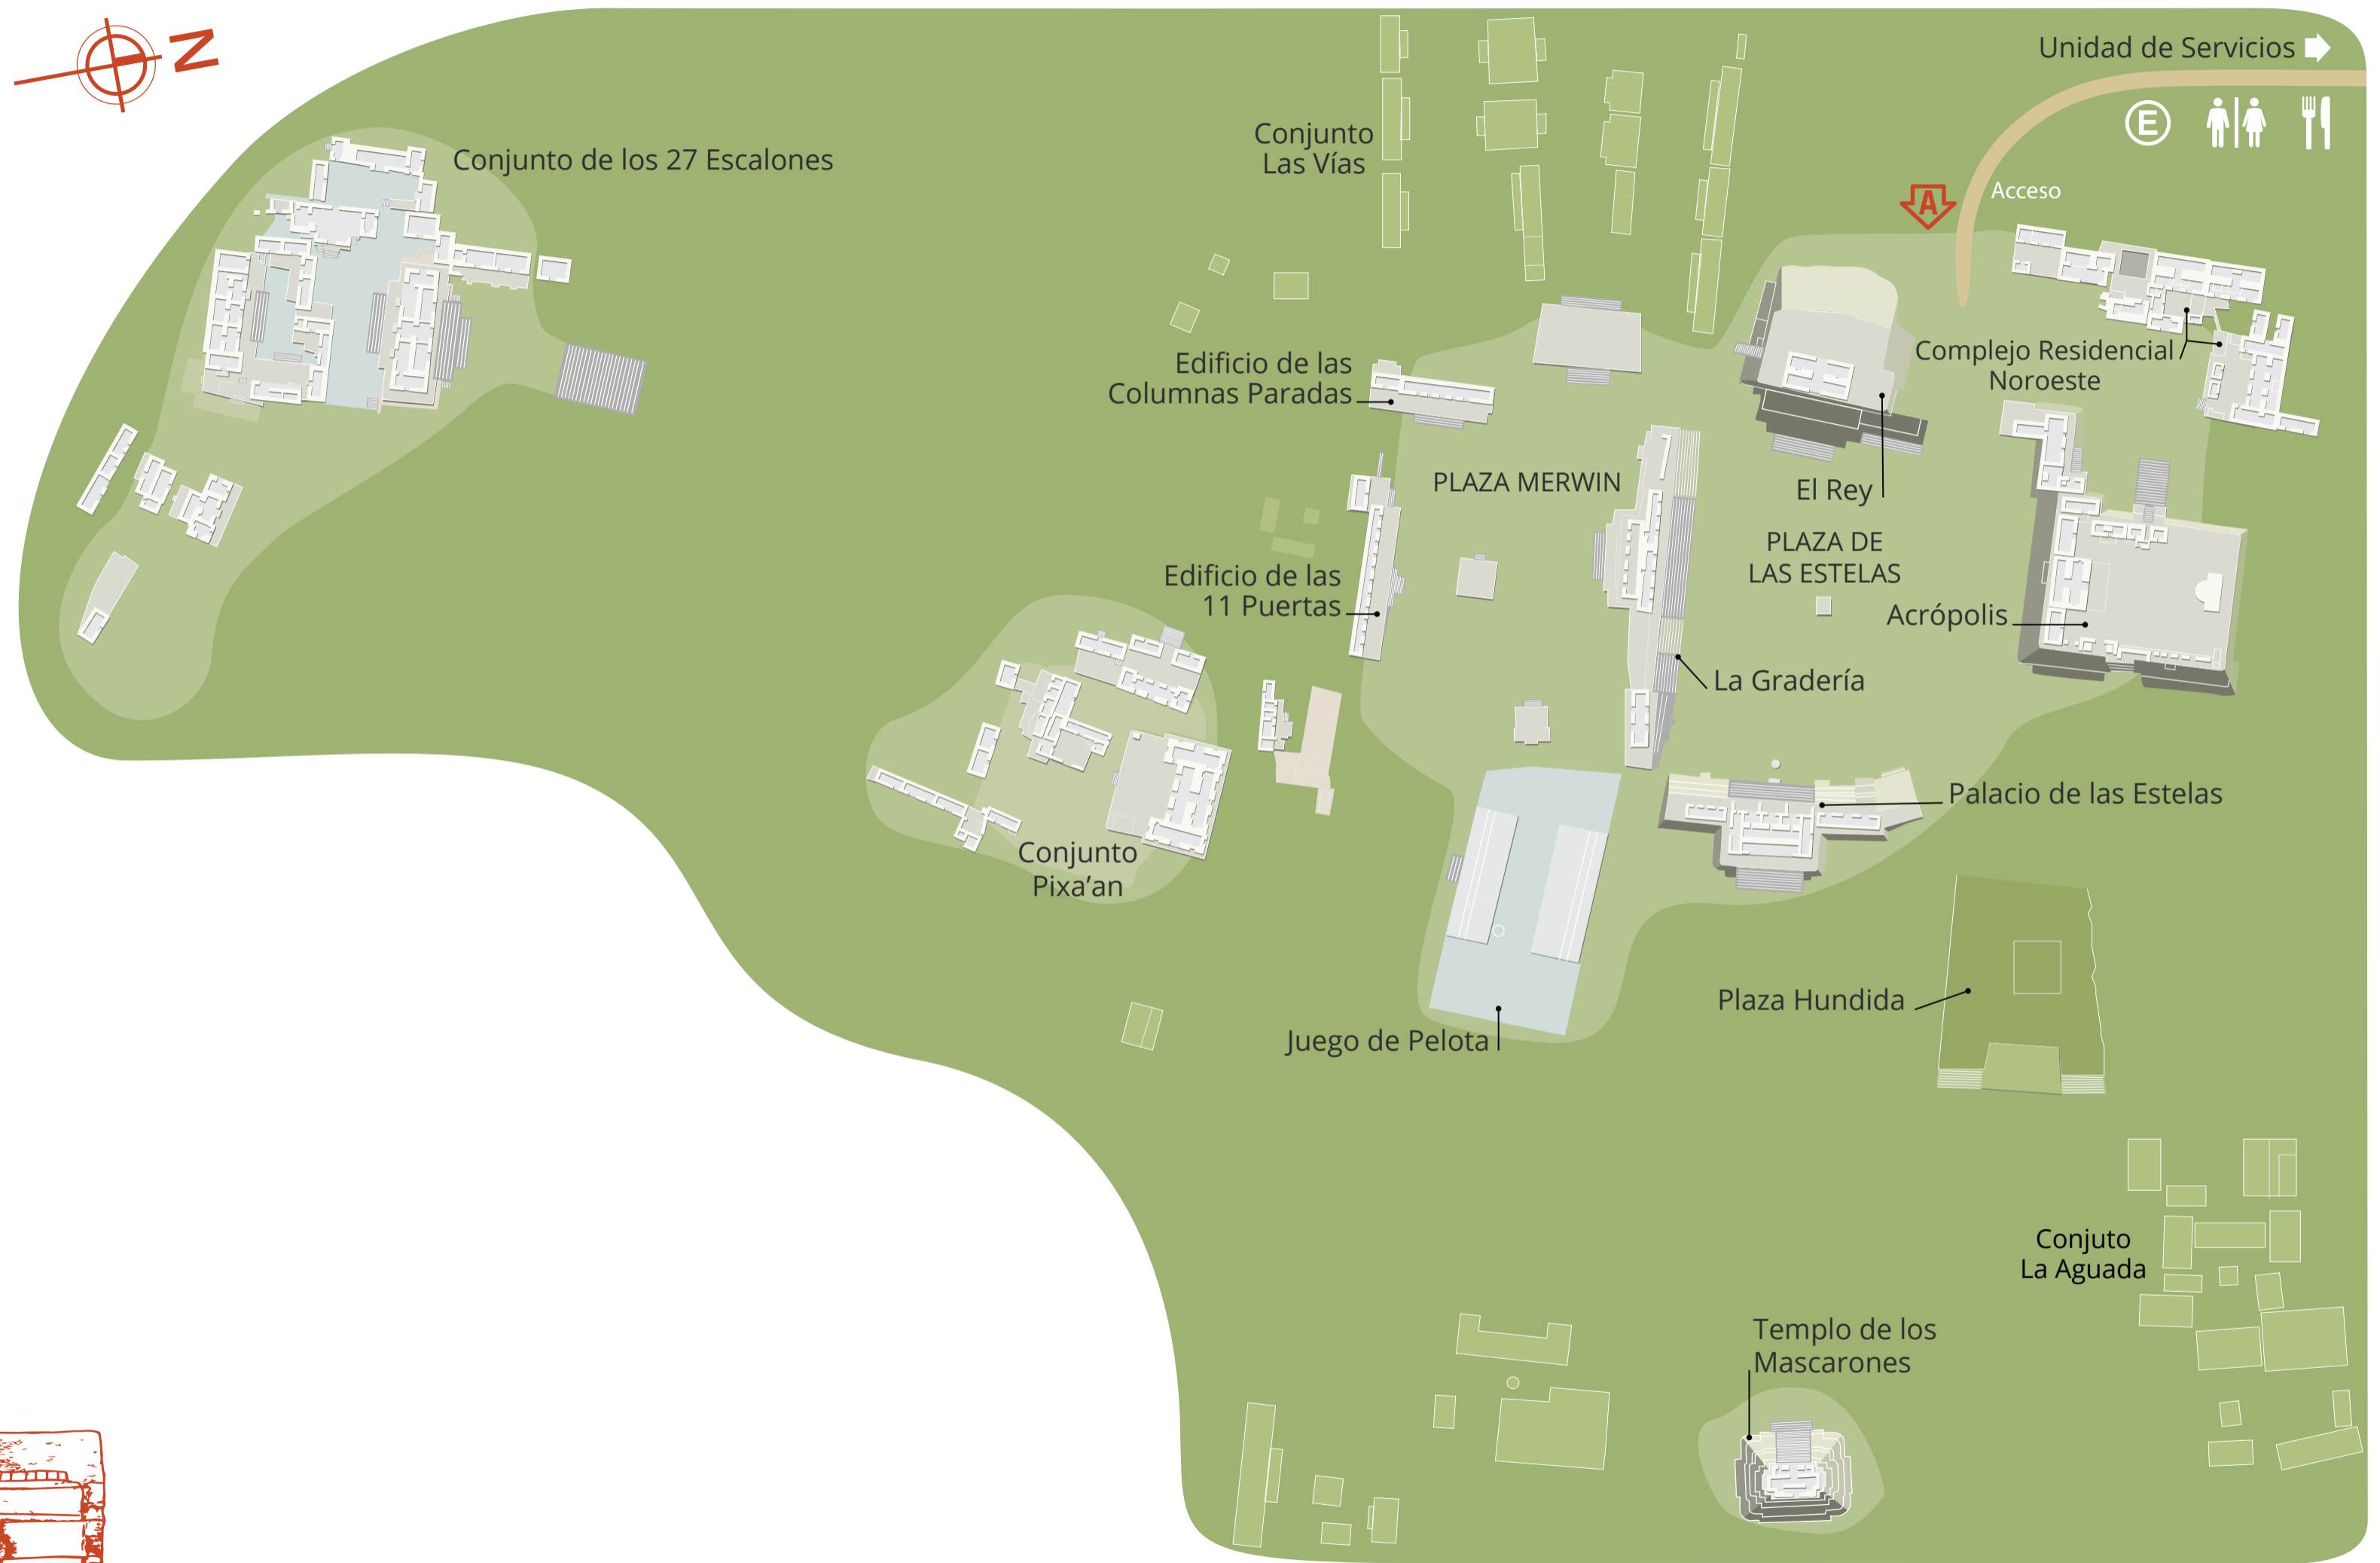 N
Unidad de Servicios
E
Conjunto
Las Vías
Conjunto de los 27 Escalones
Acceso
A
Edificio de las
Columnas Paradas
Complejo Residencial
Noroeste
PLAZA MERWIN
El Rey
PLAZA DE
LAS ESTELAS
Edificio de las
11 Puertas
Acrópolis
La Gradería
Palacio de las Estelas
Conjunto
Pixa’an
Plaza Hundida
Juego de Pelota
Conjuto
La Aguada
Templo de los
Mascarones